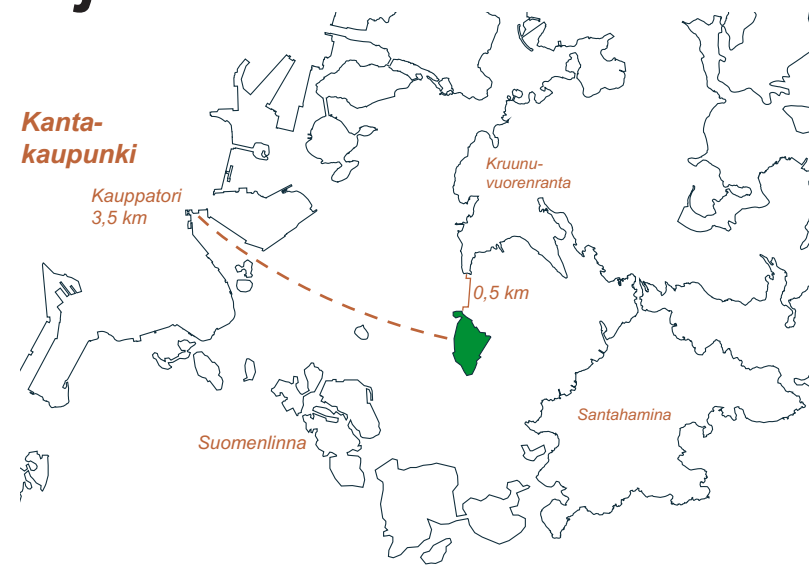 Kanta-
kaupunki
Kauppatori
3,5 km
Kruunu-
vuorenranta
0,5 km
Santahamina
Suomenlinna